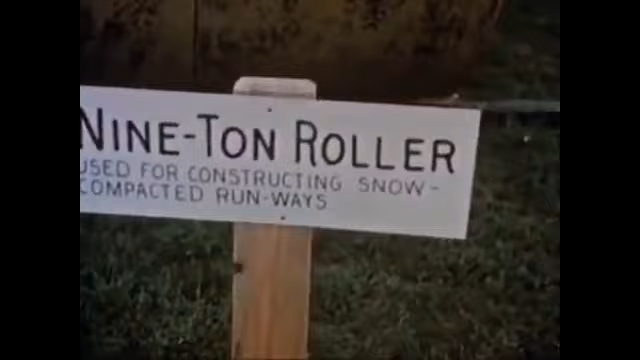 NINE-TON ROLLER
USED FOR CONSTRUCTING SNOW-
COMPACTED RUN-WAYS